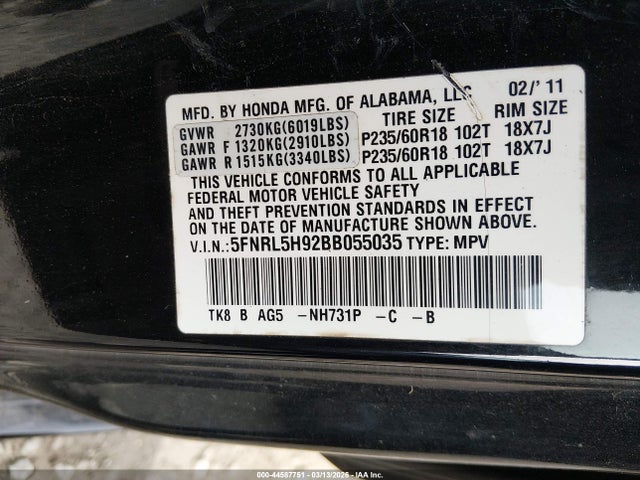 MFD. BY HONDA MFG. OF ALABAMA, LLC 02/'11
TIRE SIZE RIM SIZE
GVWR 2730KG(6019LBS)
GAWR F 1320KG(2910LBS) P235/60R18 102T 18X7J
GAWR R 1515KG(3340LBS) P235/60R18 102T 18X7J
THIS VEHICLE CONFORMS TO ALL APPLICABLE
FEDERAL MOTOR VEHICLE SAFETY
AND THEFT PREVENTION STANDARDS IN EFFECT
ON THE DATE OF MANUFACTURE SHOWN ABOVE.
V.I.N.:5FNRL5H92BB055035 TYPE: MPV
TK8 B AG5 -NH731P -C -B
000-44587751 | 03/13/2026 | IAA Inc.